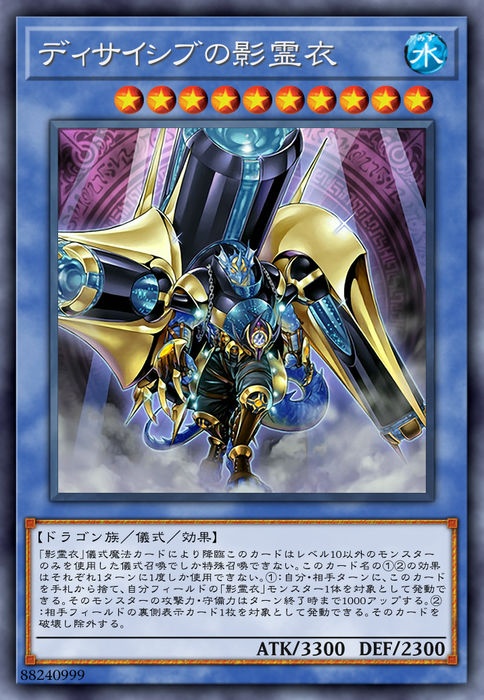 ディサイシブの影霊衣
みず
水
【ドラゴン族/儀式/効果】
「影霊衣」儀式魔法カードにより降臨このカードはレベル10以外のモンスター
のみを使用した儀式召喚でしか特殊召喚できない。このカード名の①②の効果
はそれぞれ1ターンに1度しか使用できない。①:自分・相手ターンに、このカード
を手札から捨て、自分フィールドの「影霊衣」モンスター1体を対象として発動で
きる。そのモンスターの攻撃力・守備力はターン終了時まで1000アップする。②
:相手フィールドの裏側表示カード1枚を対象として発動できる。そのカードを
破壊し除外する。
ATK/3300 DEF/2300
88240999